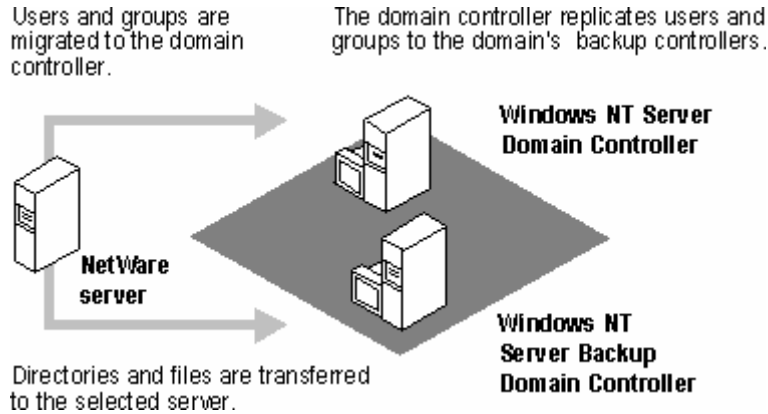 Users and groups are
migrated to the domain
controller.
The domain controller replicates users and
groups to the domain's backup controllers.
Windows NT Server
Domain Controller
NetWare
server
Windows NT
Server Backup
Domain Controller
Directories and files are transferred
to the selected server.